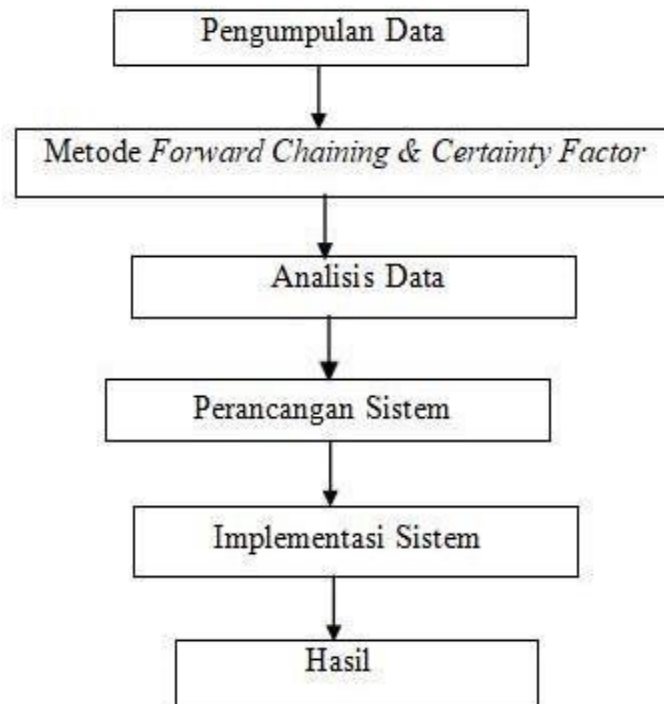 Pengumpulan Data
Metode Forward Chaining & Certainty Factor
Analisis Data
Perancangan Sistem
Implementasi Sistem
Hasil